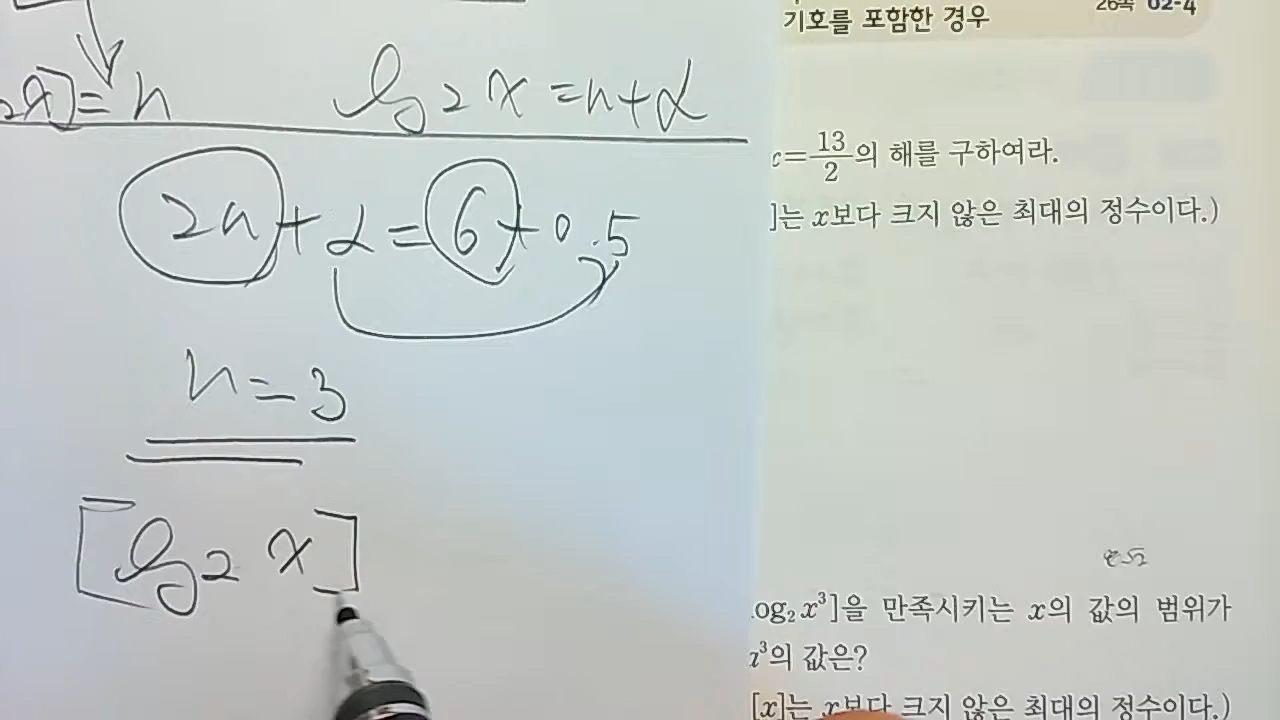 기호를 포함한 경우
26쪽 02-4
₂x]=n
log₂x=n+α
=13/2의 해를 구하여라.
]는 x보다 크지 않은 최대의 정수이다.)
2n+α=6+0.5
n=3
[log₂x]
og₂x³]을 만족시키는 x의 값의 범위가
x³의 값은?
[x]는 x보다 크지 않은 최대의 정수이다.)